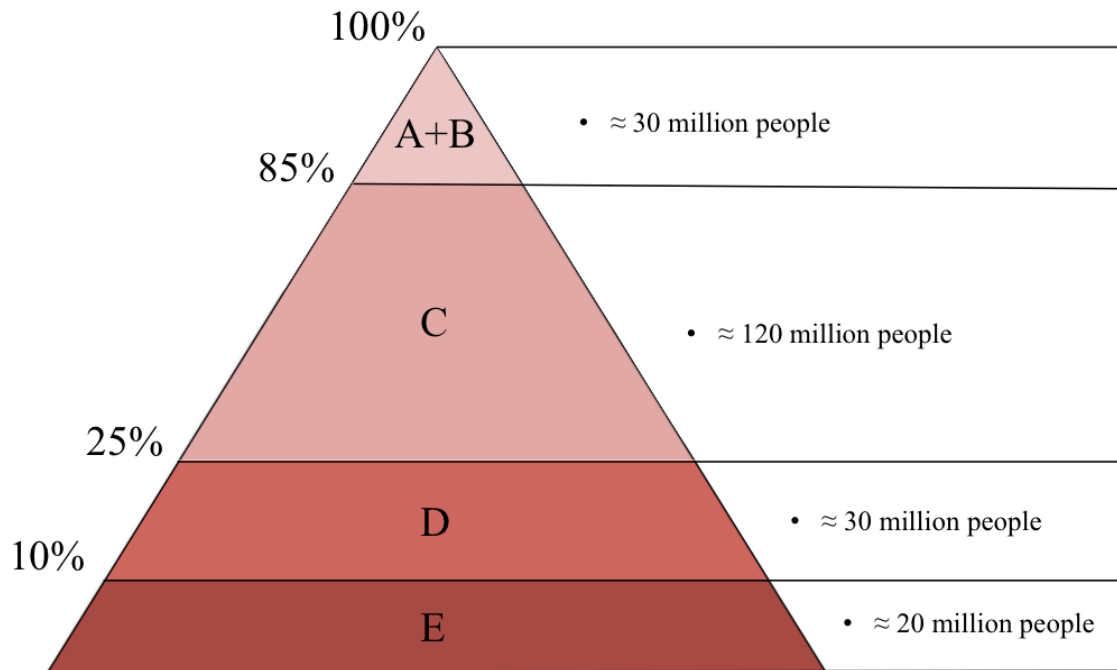 100%
A+B
• ≈ 30 million people
85%
C
• ≈ 120 million people
25%
D
• ≈ 30 million people
10%
E
• ≈ 20 million people